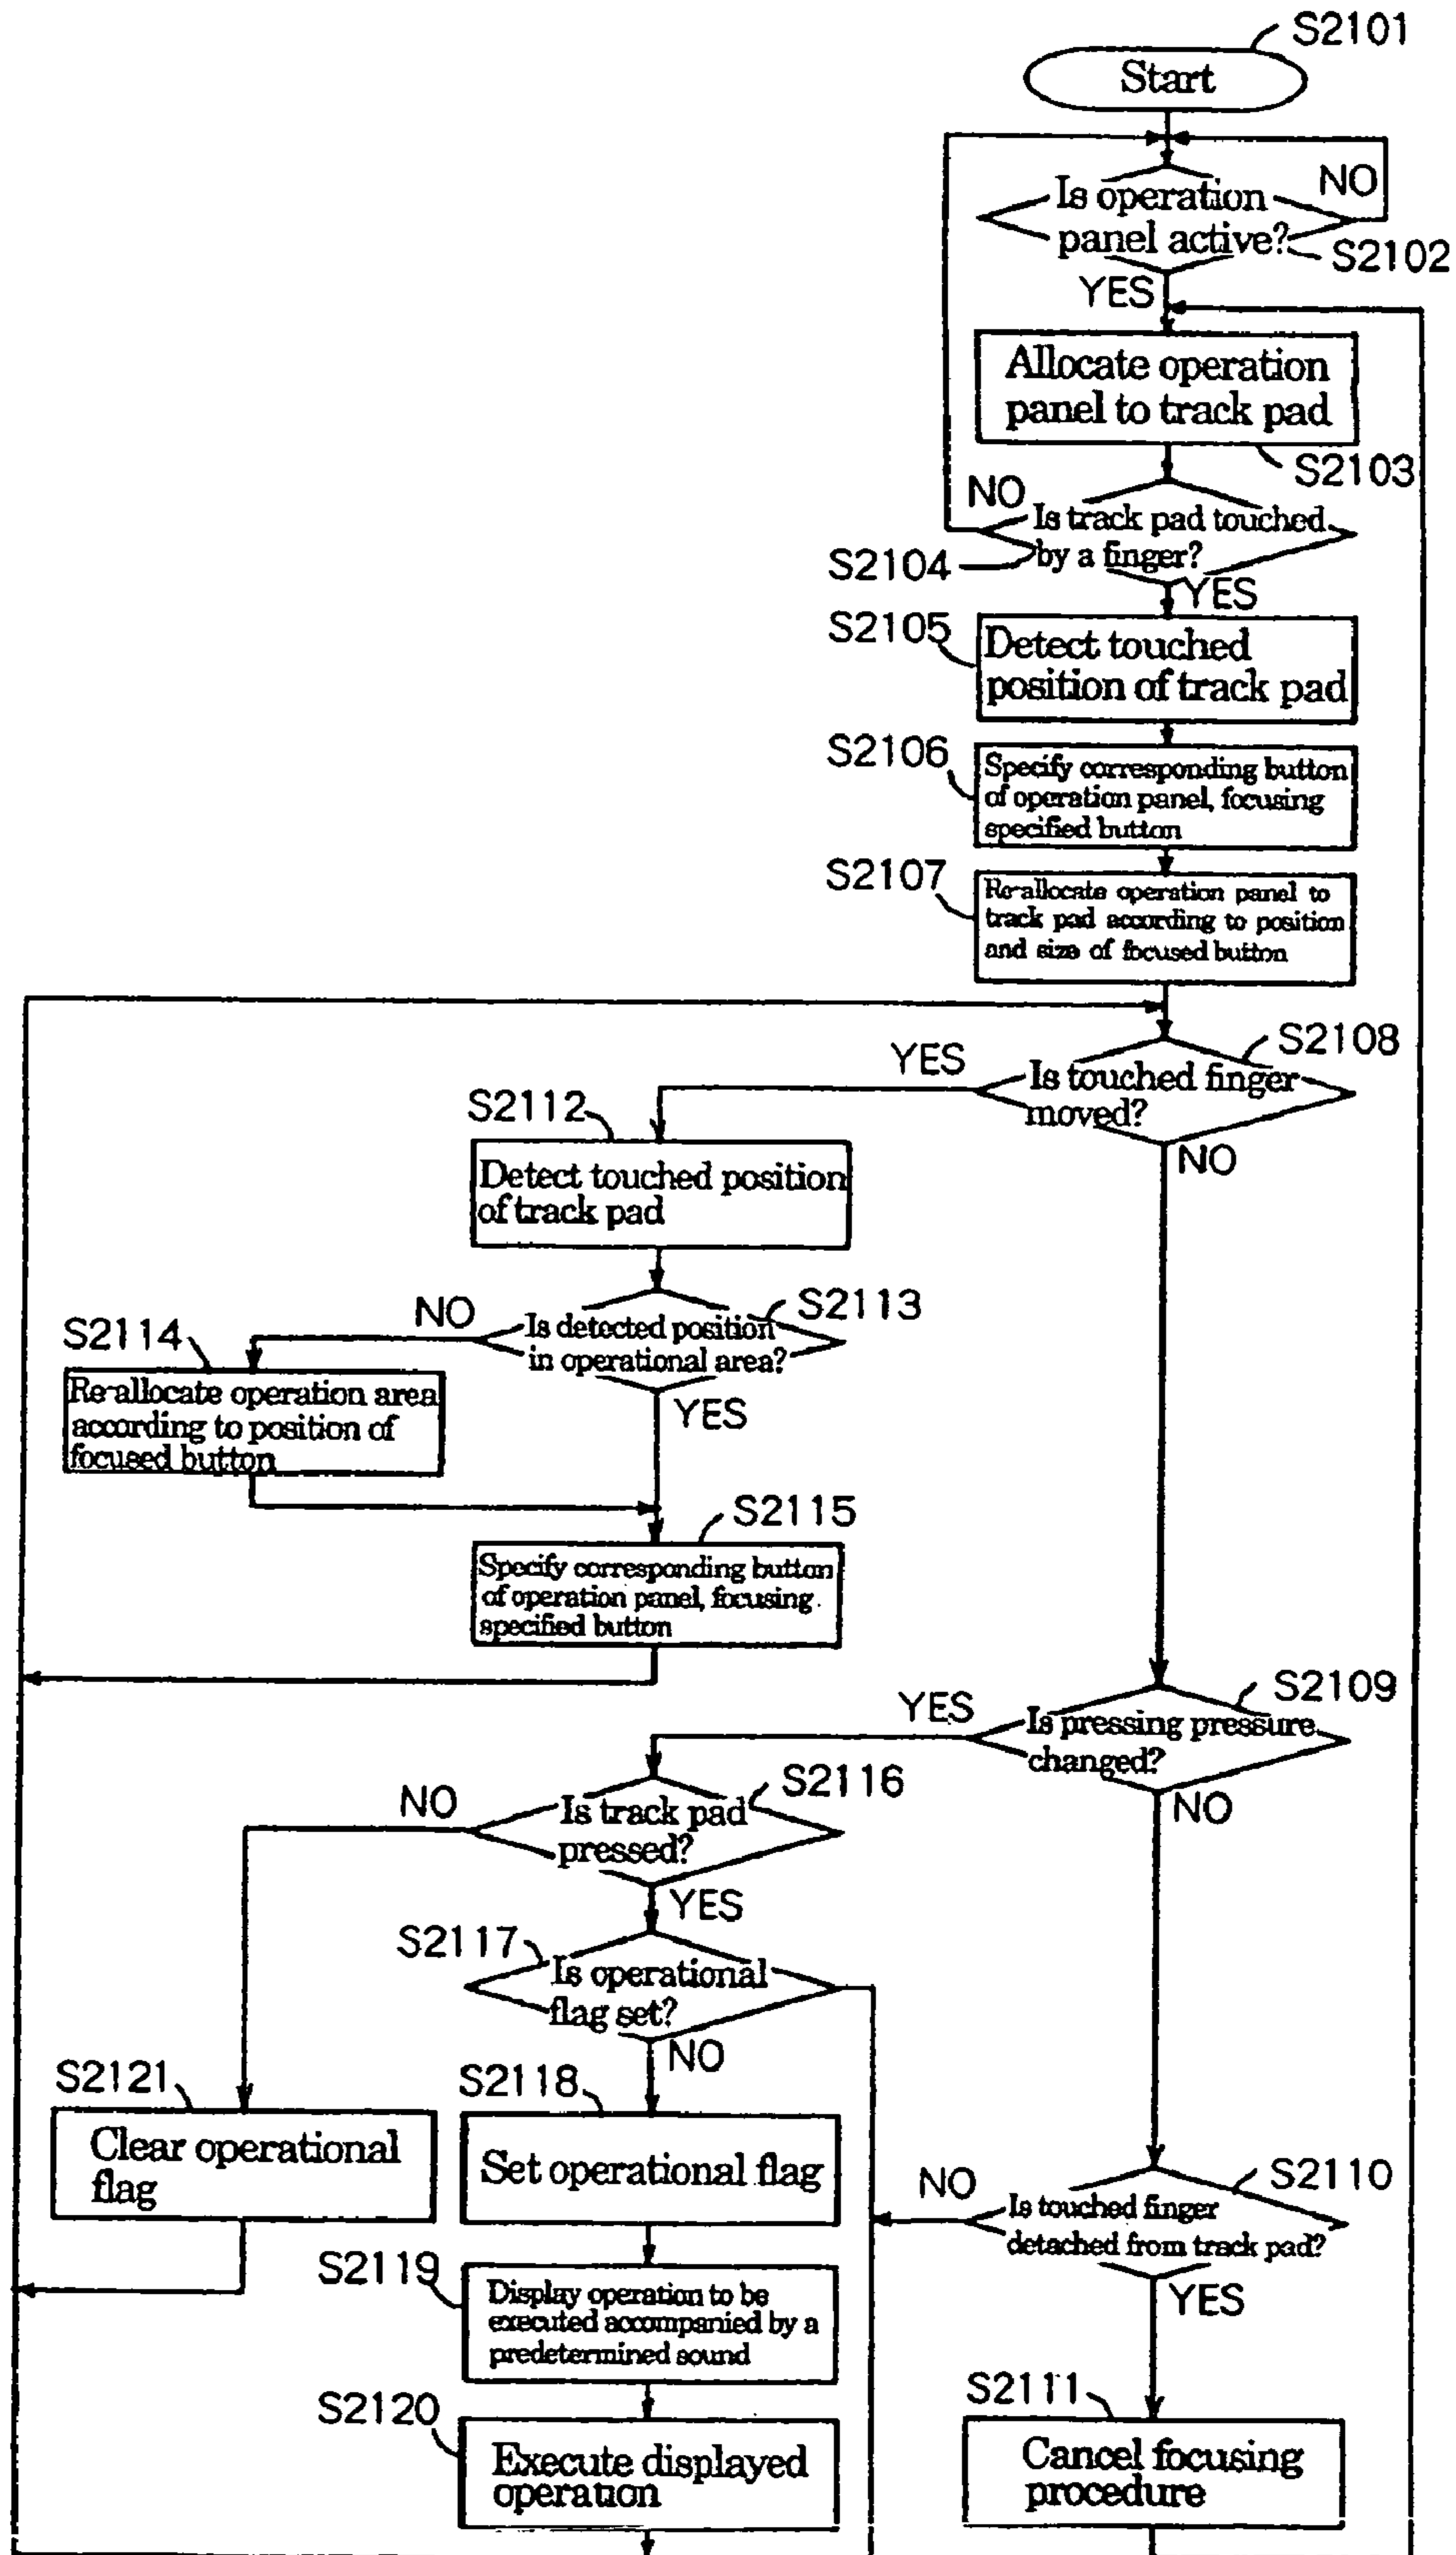 S2101
Start
NO
Is operation
panel active?
S2102
YES
Allocate operation
panel to track pad
S2103
NO
Is track pad touched
by a finger?
S2104
YES
S2105
Detect touched
position of track pad
S2106
Specify corresponding button
of operation panel, focusing
specified button
S2107
Re-allocate operation panel to
track pad according to position
and size of focused button
S2108
YES
Is touched finger
moved?
NO
S2112
Detect touched position
of track pad
S2113
NO
Is detected position
in operational area?
S2114
YES
Re-allocate operation area
according to position of
focused button
S2115
Specify corresponding button
of operation panel, focusing
specified button
S2109
YES
Is pressing pressure
changed?
NO
S2116
NO
Is track pad
pressed?
YES
S2117
Is operational
flag set?
NO
S2121
Clear operational
flag
S2118
Set operational flag
S2110
NO
Is touched finger
detached from track pad?
YES
S2119
Display operation to be
executed accompanied by a
predetermined sound
S2120
Execute displayed
operation
S2111
Cancel focusing
procedure